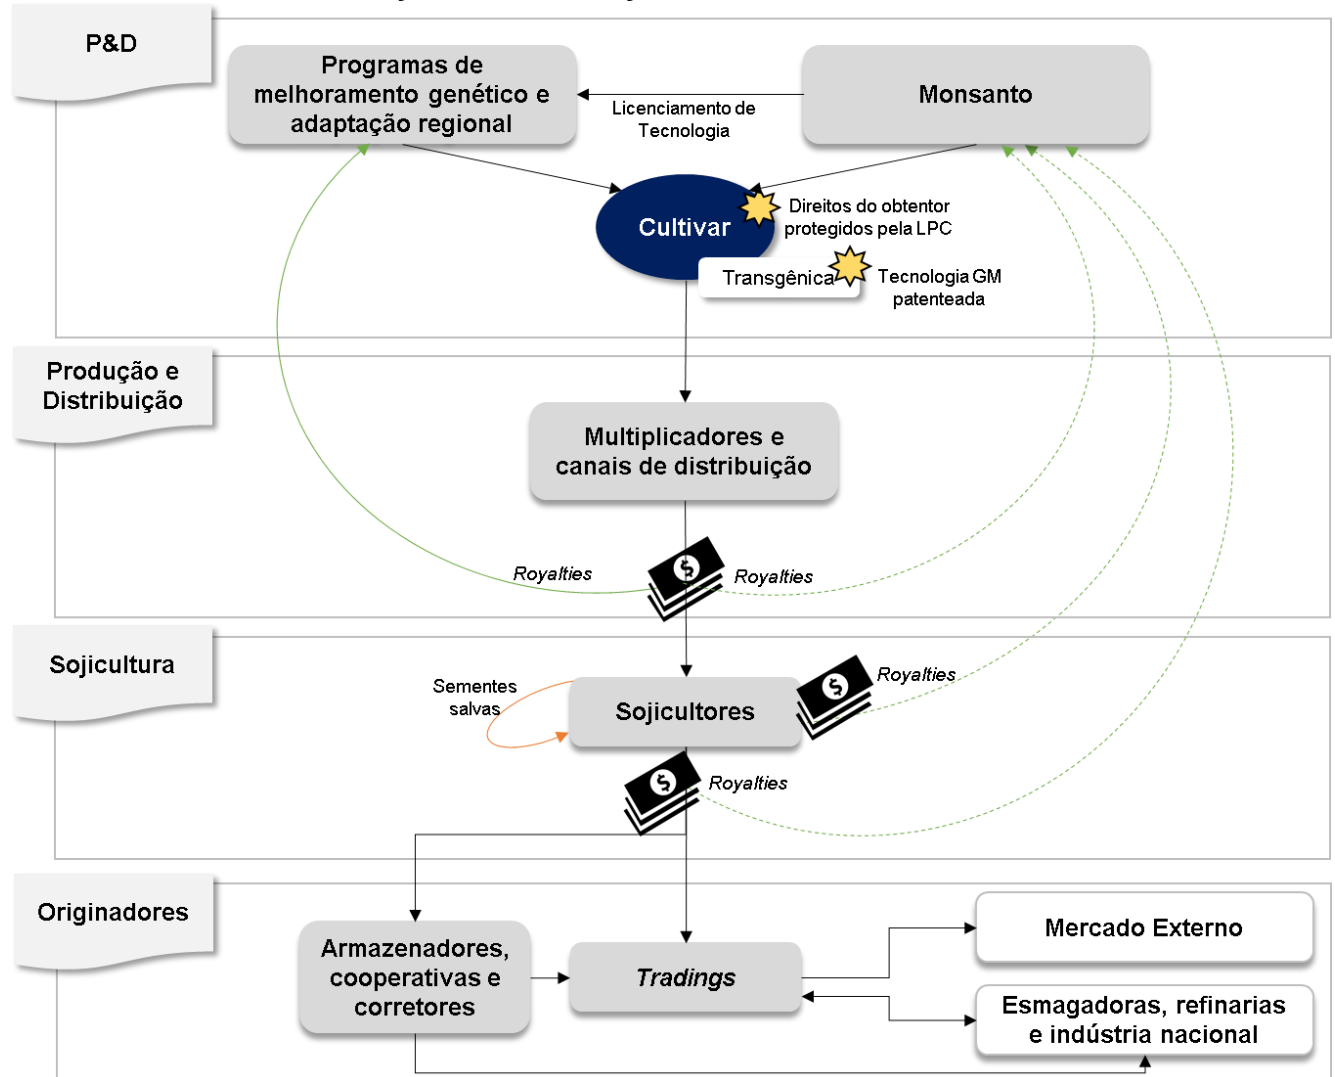 P&D
Programas de
melhoramento genético e
adaptação regional
Monsanto
Licenciamento de
Tecnologia
Cultivar
Direitos do obtentor
protegidos pela LPC
Transgênica
Tecnologia GM
patenteada
Produção e
Distribuição
Multiplicadores e
canais de distribuição
Royalties
Royalties
Sojicultura
Sementes
salvas
Sojicultores
Royalties
Royalties
Originadores
Armazenadores,
cooperativas e
corretores
Tradings
Mercado Externo
Esmagadoras, refinarias
e indústria nacional